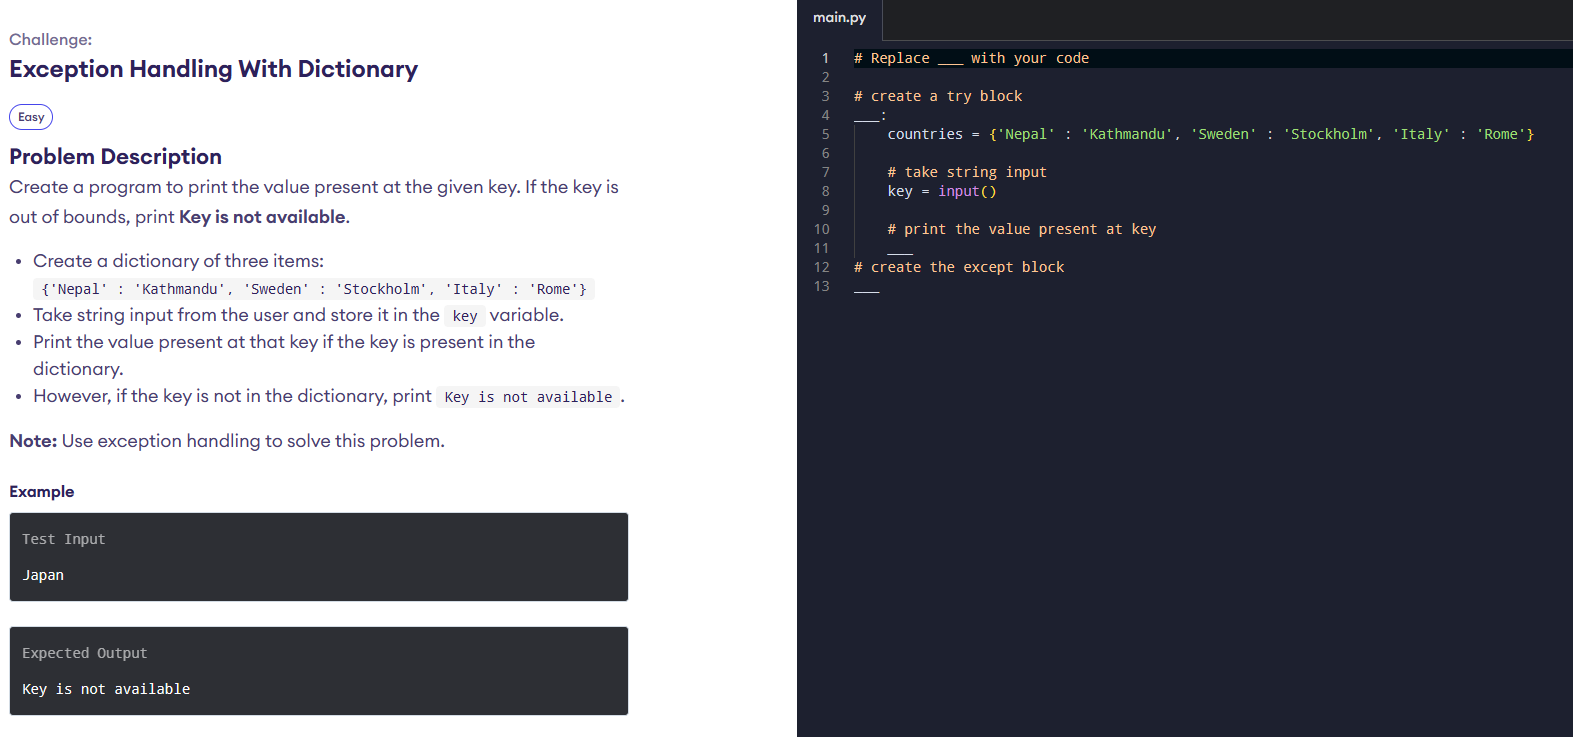 Challenge:
Exception Handling With Dictionary
Easy
Problem Description
Create a program to print the value present at the given key. If the key is
out of bounds, print Key is not available.
• Create a dictionary of three items:
{'Nepal' : 'Kathmandu', 'Sweden' : 'Stockholm', 'Italy' : 'Rome'}
• Take string input from the user and store it in the key variable.
• Print the value present at that key if the key is present in the
dictionary.
• However, if the key is not in the dictionary, print Key is not available .
Note: Use exception handling to solve this problem.
Example
Test Input
Japan
Expected Output
Key is not available
main.py
1 # Replace ___ with your code
2
3 # create a try block
4 ___:
5     countries = {'Nepal' : 'Kathmandu', 'Sweden' : 'Stockholm', 'Italy' : 'Rome'}
6
7     # take string input
8     key = input()
9
10     # print the value present at key
11     ___
12 # create the except block
13 ___